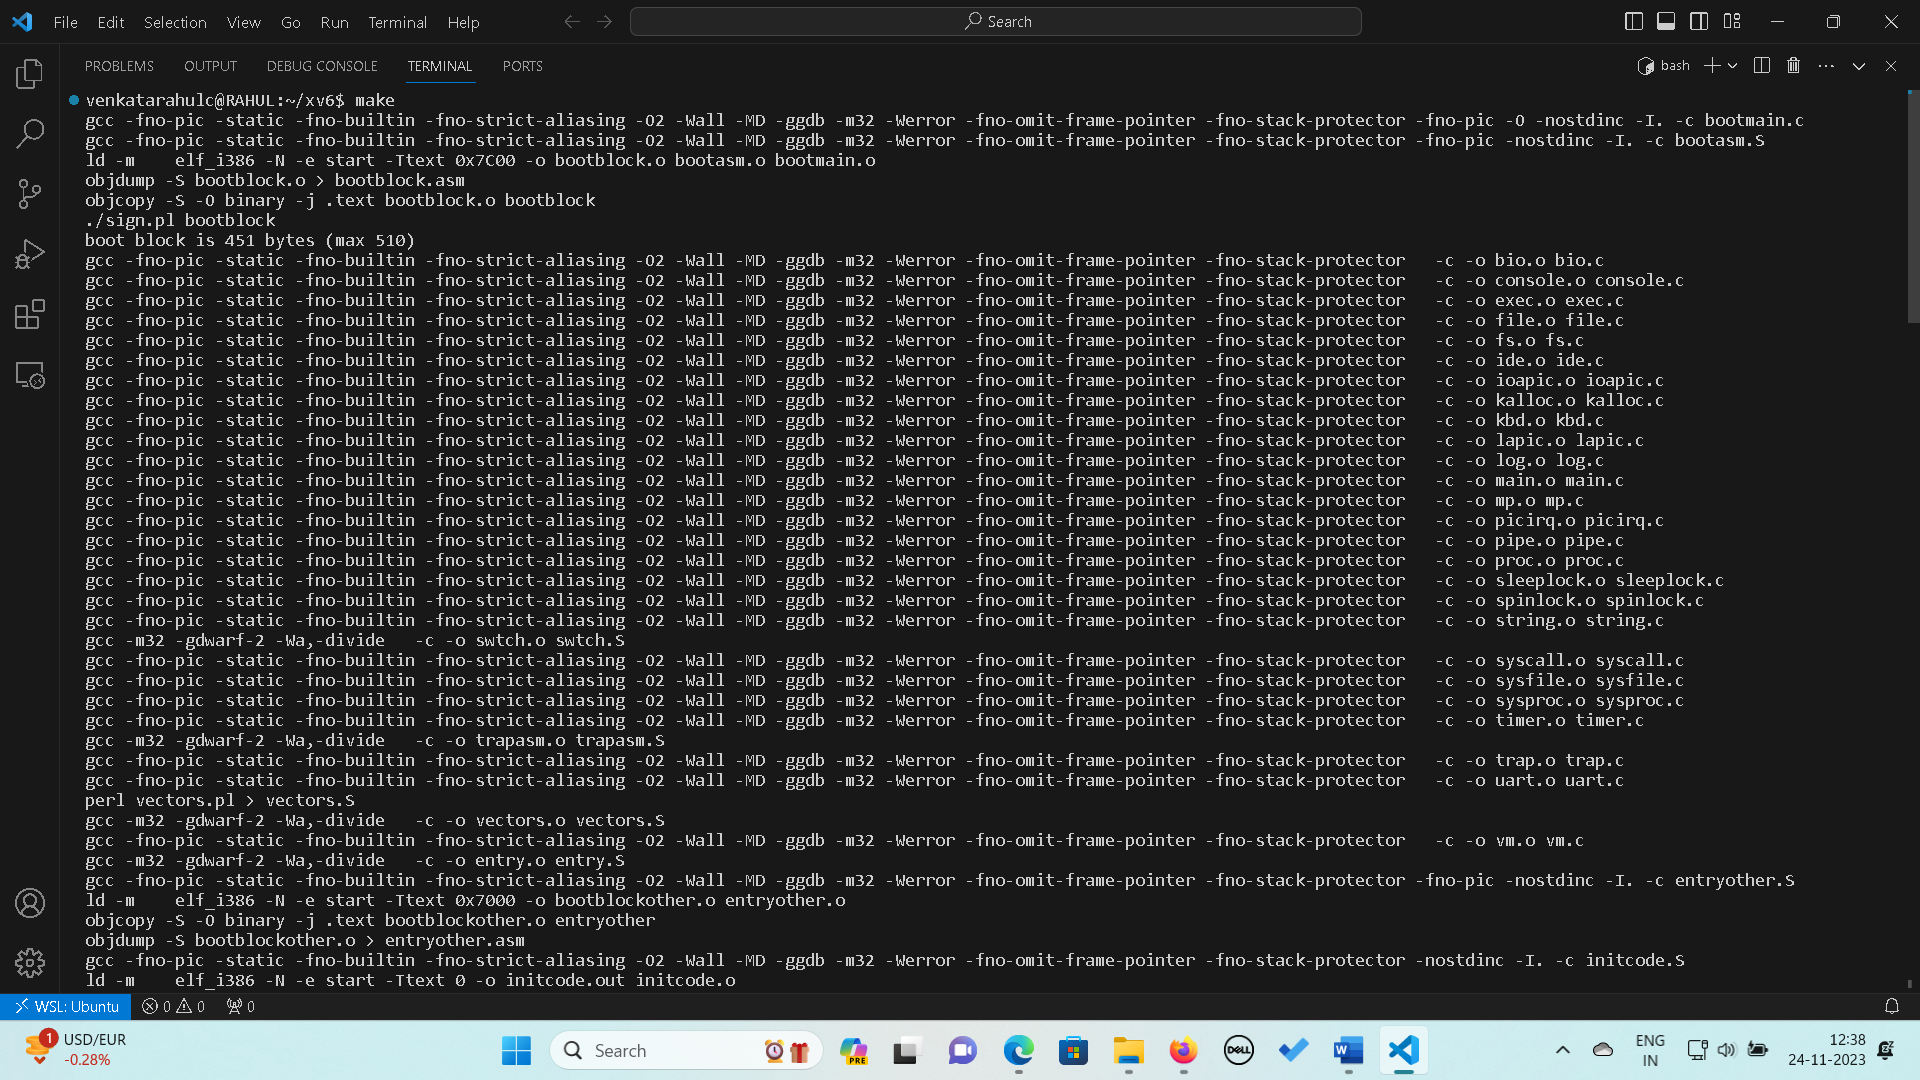 File Edit Selection View Go Run Terminal Help Search
PROBLEMS OUTPUT DEBUG CONSOLE TERMINAL PORTS bash
venkatarahulc@RAHUL:~/xv6$ make
gcc -fno-pic -static -fno-builtin -fno-strict-aliasing -O2 -Wall -MD -ggdb -m32 -Werror -fno-omit-frame-pointer -fno-stack-protector -fno-pic -O -nostdinc -I. -c bootmain.c
gcc -fno-pic -static -fno-builtin -fno-strict-aliasing -O2 -Wall -MD -ggdb -m32 -Werror -fno-omit-frame-pointer -fno-stack-protector -fno-pic -nostdinc -I. -c bootasm.S
ld -m    elf_i386 -N -e start -Ttext 0x7C00 -o bootblock.o bootasm.o bootmain.o
objdump -S bootblock.o > bootblock.asm
objcopy -S -O binary -j .text bootblock.o bootblock
./sign.pl bootblock
boot block is 451 bytes (max 510)
gcc -fno-pic -static -fno-builtin -fno-strict-aliasing -O2 -Wall -MD -ggdb -m32 -Werror -fno-omit-frame-pointer -fno-stack-protector   -c -o bio.o bio.c
gcc -fno-pic -static -fno-builtin -fno-strict-aliasing -O2 -Wall -MD -ggdb -m32 -Werror -fno-omit-frame-pointer -fno-stack-protector   -c -o console.o console.c
gcc -fno-pic -static -fno-builtin -fno-strict-aliasing -O2 -Wall -MD -ggdb -m32 -Werror -fno-omit-frame-pointer -fno-stack-protector   -c -o exec.o exec.c
gcc -fno-pic -static -fno-builtin -fno-strict-aliasing -O2 -Wall -MD -ggdb -m32 -Werror -fno-omit-frame-pointer -fno-stack-protector   -c -o file.o file.c
gcc -fno-pic -static -fno-builtin -fno-strict-aliasing -O2 -Wall -MD -ggdb -m32 -Werror -fno-omit-frame-pointer -fno-stack-protector   -c -o fs.o fs.c
gcc -fno-pic -static -fno-builtin -fno-strict-aliasing -O2 -Wall -MD -ggdb -m32 -Werror -fno-omit-frame-pointer -fno-stack-protector   -c -o ide.o ide.c
gcc -fno-pic -static -fno-builtin -fno-strict-aliasing -O2 -Wall -MD -ggdb -m32 -Werror -fno-omit-frame-pointer -fno-stack-protector   -c -o ioapic.o ioapic.c
gcc -fno-pic -static -fno-builtin -fno-strict-aliasing -O2 -Wall -MD -ggdb -m32 -Werror -fno-omit-frame-pointer -fno-stack-protector   -c -o kalloc.o kalloc.c
gcc -fno-pic -static -fno-builtin -fno-strict-aliasing -O2 -Wall -MD -ggdb -m32 -Werror -fno-omit-frame-pointer -fno-stack-protector   -c -o kbd.o kbd.c
gcc -fno-pic -static -fno-builtin -fno-strict-aliasing -O2 -Wall -MD -ggdb -m32 -Werror -fno-omit-frame-pointer -fno-stack-protector   -c -o lapic.o lapic.c
gcc -fno-pic -static -fno-builtin -fno-strict-aliasing -O2 -Wall -MD -ggdb -m32 -Werror -fno-omit-frame-pointer -fno-stack-protector   -c -o log.o log.c
gcc -fno-pic -static -fno-builtin -fno-strict-aliasing -O2 -Wall -MD -ggdb -m32 -Werror -fno-omit-frame-pointer -fno-stack-protector   -c -o main.o main.c
gcc -fno-pic -static -fno-builtin -fno-strict-aliasing -O2 -Wall -MD -ggdb -m32 -Werror -fno-omit-frame-pointer -fno-stack-protector   -c -o mp.o mp.c
gcc -fno-pic -static -fno-builtin -fno-strict-aliasing -O2 -Wall -MD -ggdb -m32 -Werror -fno-omit-frame-pointer -fno-stack-protector   -c -o picirq.o picirq.c
gcc -fno-pic -static -fno-builtin -fno-strict-aliasing -O2 -Wall -MD -ggdb -m32 -Werror -fno-omit-frame-pointer -fno-stack-protector   -c -o pipe.o pipe.c
gcc -fno-pic -static -fno-builtin -fno-strict-aliasing -O2 -Wall -MD -ggdb -m32 -Werror -fno-omit-frame-pointer -fno-stack-protector   -c -o proc.o proc.c
gcc -fno-pic -static -fno-builtin -fno-strict-aliasing -O2 -Wall -MD -ggdb -m32 -Werror -fno-omit-frame-pointer -fno-stack-protector   -c -o sleeplock.o sleeplock.c
gcc -fno-pic -static -fno-builtin -fno-strict-aliasing -O2 -Wall -MD -ggdb -m32 -Werror -fno-omit-frame-pointer -fno-stack-protector   -c -o spinlock.o spinlock.c
gcc -fno-pic -static -fno-builtin -fno-strict-aliasing -O2 -Wall -MD -ggdb -m32 -Werror -fno-omit-frame-pointer -fno-stack-protector   -c -o string.o string.c
gcc -m32 -gdwarf-2 -Wa,-divide   -c -o swtch.o swtch.S
gcc -fno-pic -static -fno-builtin -fno-strict-aliasing -O2 -Wall -MD -ggdb -m32 -Werror -fno-omit-frame-pointer -fno-stack-protector   -c -o syscall.o syscall.c
gcc -fno-pic -static -fno-builtin -fno-strict-aliasing -O2 -Wall -MD -ggdb -m32 -Werror -fno-omit-frame-pointer -fno-stack-protector   -c -o sysfile.o sysfile.c
gcc -fno-pic -static -fno-builtin -fno-strict-aliasing -O2 -Wall -MD -ggdb -m32 -Werror -fno-omit-frame-pointer -fno-stack-protector   -c -o sysproc.o sysproc.c
gcc -fno-pic -static -fno-builtin -fno-strict-aliasing -O2 -Wall -MD -ggdb -m32 -Werror -fno-omit-frame-pointer -fno-stack-protector   -c -o timer.o timer.c
gcc -m32 -gdwarf-2 -Wa,-divide   -c -o trapasm.o trapasm.S
gcc -fno-pic -static -fno-builtin -fno-strict-aliasing -O2 -Wall -MD -ggdb -m32 -Werror -fno-omit-frame-pointer -fno-stack-protector   -c -o trap.o trap.c
gcc -fno-pic -static -fno-builtin -fno-strict-aliasing -O2 -Wall -MD -ggdb -m32 -Werror -fno-omit-frame-pointer -fno-stack-protector   -c -o uart.o uart.c
perl vectors.pl > vectors.S
gcc -m32 -gdwarf-2 -Wa,-divide   -c -o vectors.o vectors.S
gcc -fno-pic -static -fno-builtin -fno-strict-aliasing -O2 -Wall -MD -ggdb -m32 -Werror -fno-omit-frame-pointer -fno-stack-protector   -c -o vm.o vm.c
gcc -m32 -gdwarf-2 -Wa,-divide   -c -o entry.o entry.S
gcc -fno-pic -static -fno-builtin -fno-strict-aliasing -O2 -Wall -MD -ggdb -m32 -Werror -fno-omit-frame-pointer -fno-stack-protector -fno-pic -nostdinc -I. -c entryother.S
ld -m    elf_i386 -N -e start -Ttext 0x7000 -o bootblockother.o entryother.o
objcopy -S -O binary -j .text bootblockother.o entryother
objdump -S bootblockother.o > entryother.asm
gcc -fno-pic -static -fno-builtin -fno-strict-aliasing -O2 -Wall -MD -ggdb -m32 -Werror -fno-omit-frame-pointer -fno-stack-protector -nostdinc -I. -c initcode.S
ld -m    elf_i386 -N -e start -Ttext 0 -o initcode.out initcode.o
WSL: Ubuntu 0 0 0
1 USD/EUR
-0.28%
Search
PRE
DELL
W
ENG
IN
12:38
24-11-2023